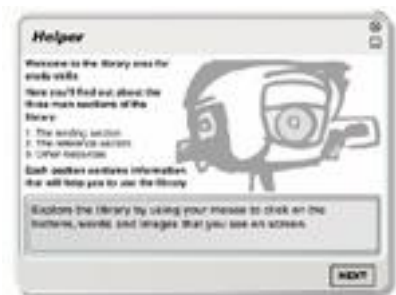 Helper
Welcome to the library area for
study skills
Here you'll find out about the
three main sections of the
library:
1. The lending section
2. The reference section
3. Other resources
Each section contains information
that will help you to use the library
Explore the library by using your mouse to click on the
buttons, words and images that you see on screen.
NEXT